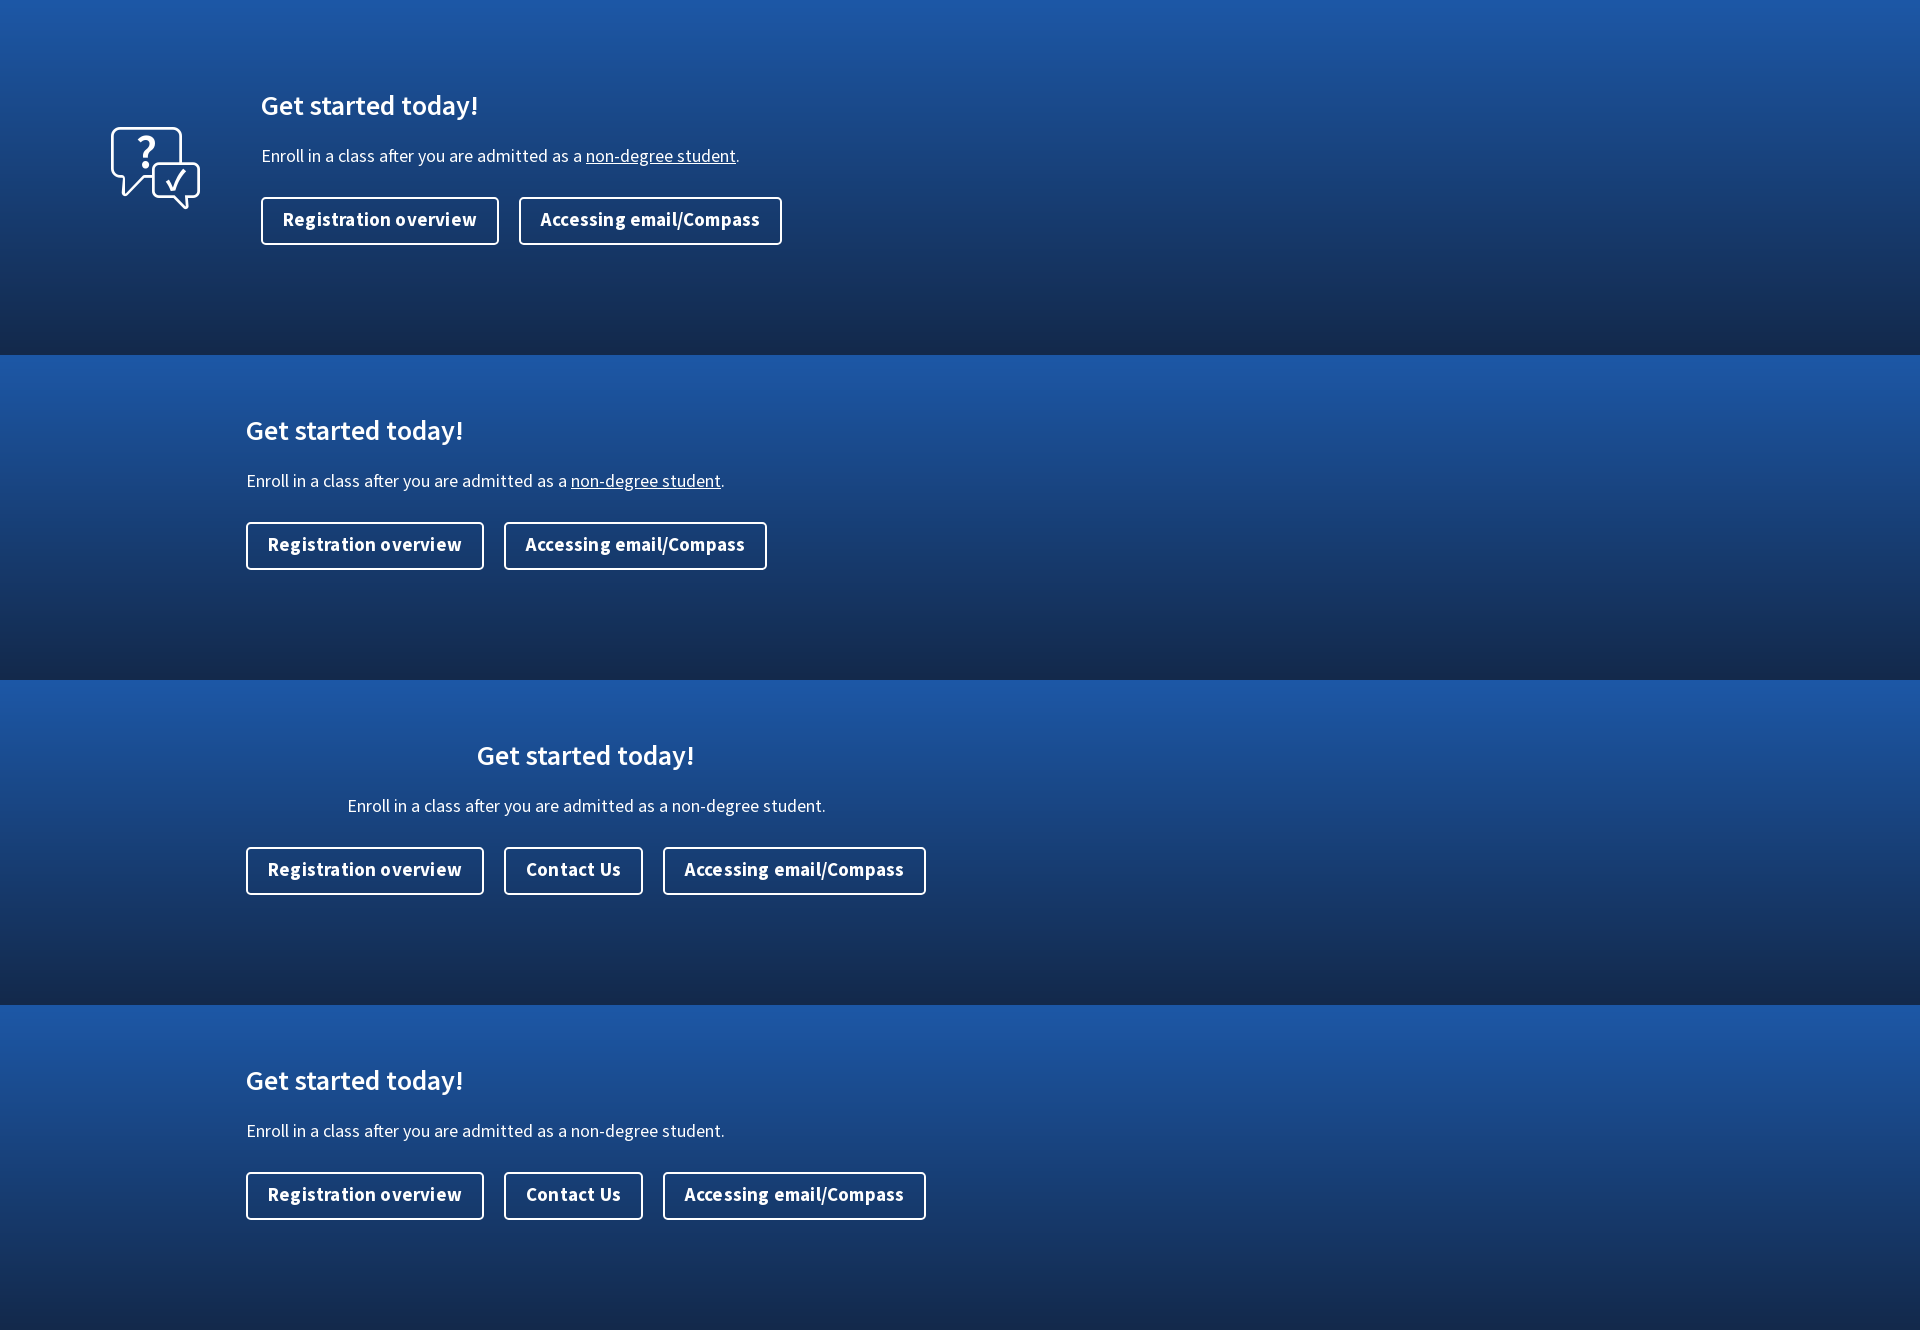 Get started today!
Enroll in a class after you are admitted as a non-degree student.
Registration overview
Accessing email/Compass
Get started today!
Enroll in a class after you are admitted as a non-degree student.
Registration overview
Accessing email/Compass
Get started today!
Enroll in a class after you are admitted as a non-degree student.
Registration overview
Contact Us
Accessing email/Compass
Get started today!
Enroll in a class after you are admitted as a non-degree student.
Registration overview
Contact Us
Accessing email/Compass